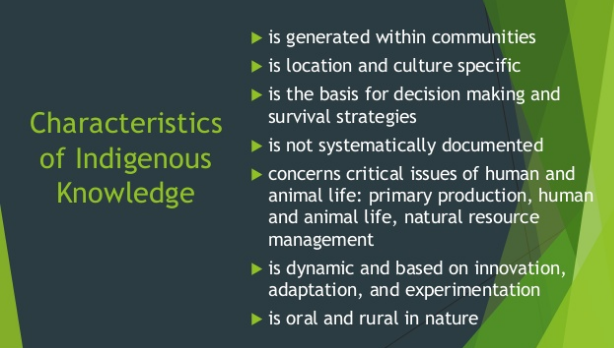 Characteristics
of Indigenous
Knowledge
is generated within communities
is location and culture specific
is the basis for decision making and
survival strategies
is not systematically documented
concerns critical issues of human and
animal life: primary production, human
and animal life, natural resource
management
is dynamic and based on innovation,
adaptation, and experimentation
is oral and rural in nature